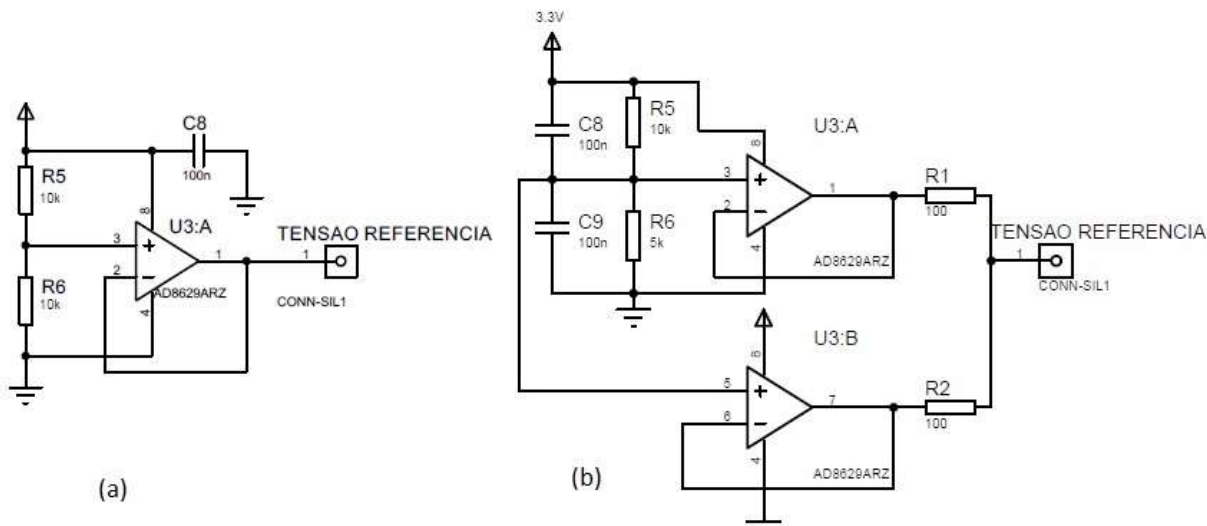 C8
100n
R5
10k
8
U3:A
3
1
2
AD8629ARZ
4
R6
10k
TENSAO REFERENCIA
1
CONN-SIL1
(a)
3.3V
C8
100n
R5
10k
U3:A
8
3
1
2
4
AD8629ARZ
C9
100n
R6
5k
R1
100
TENSAO REFERENCIA
1
CONN-SIL1
U3:B
8
5
7
6
4
AD8629ARZ
R2
100
(b)